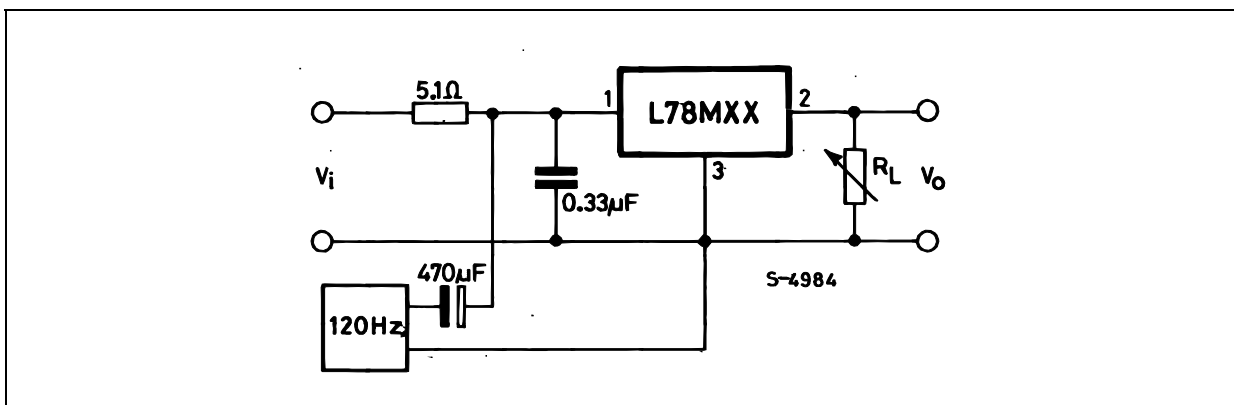 5.1Ω
1
L78MXX
2
3
Vi
0.33μF
RL
Vo
470μF
S-4984
120Hz